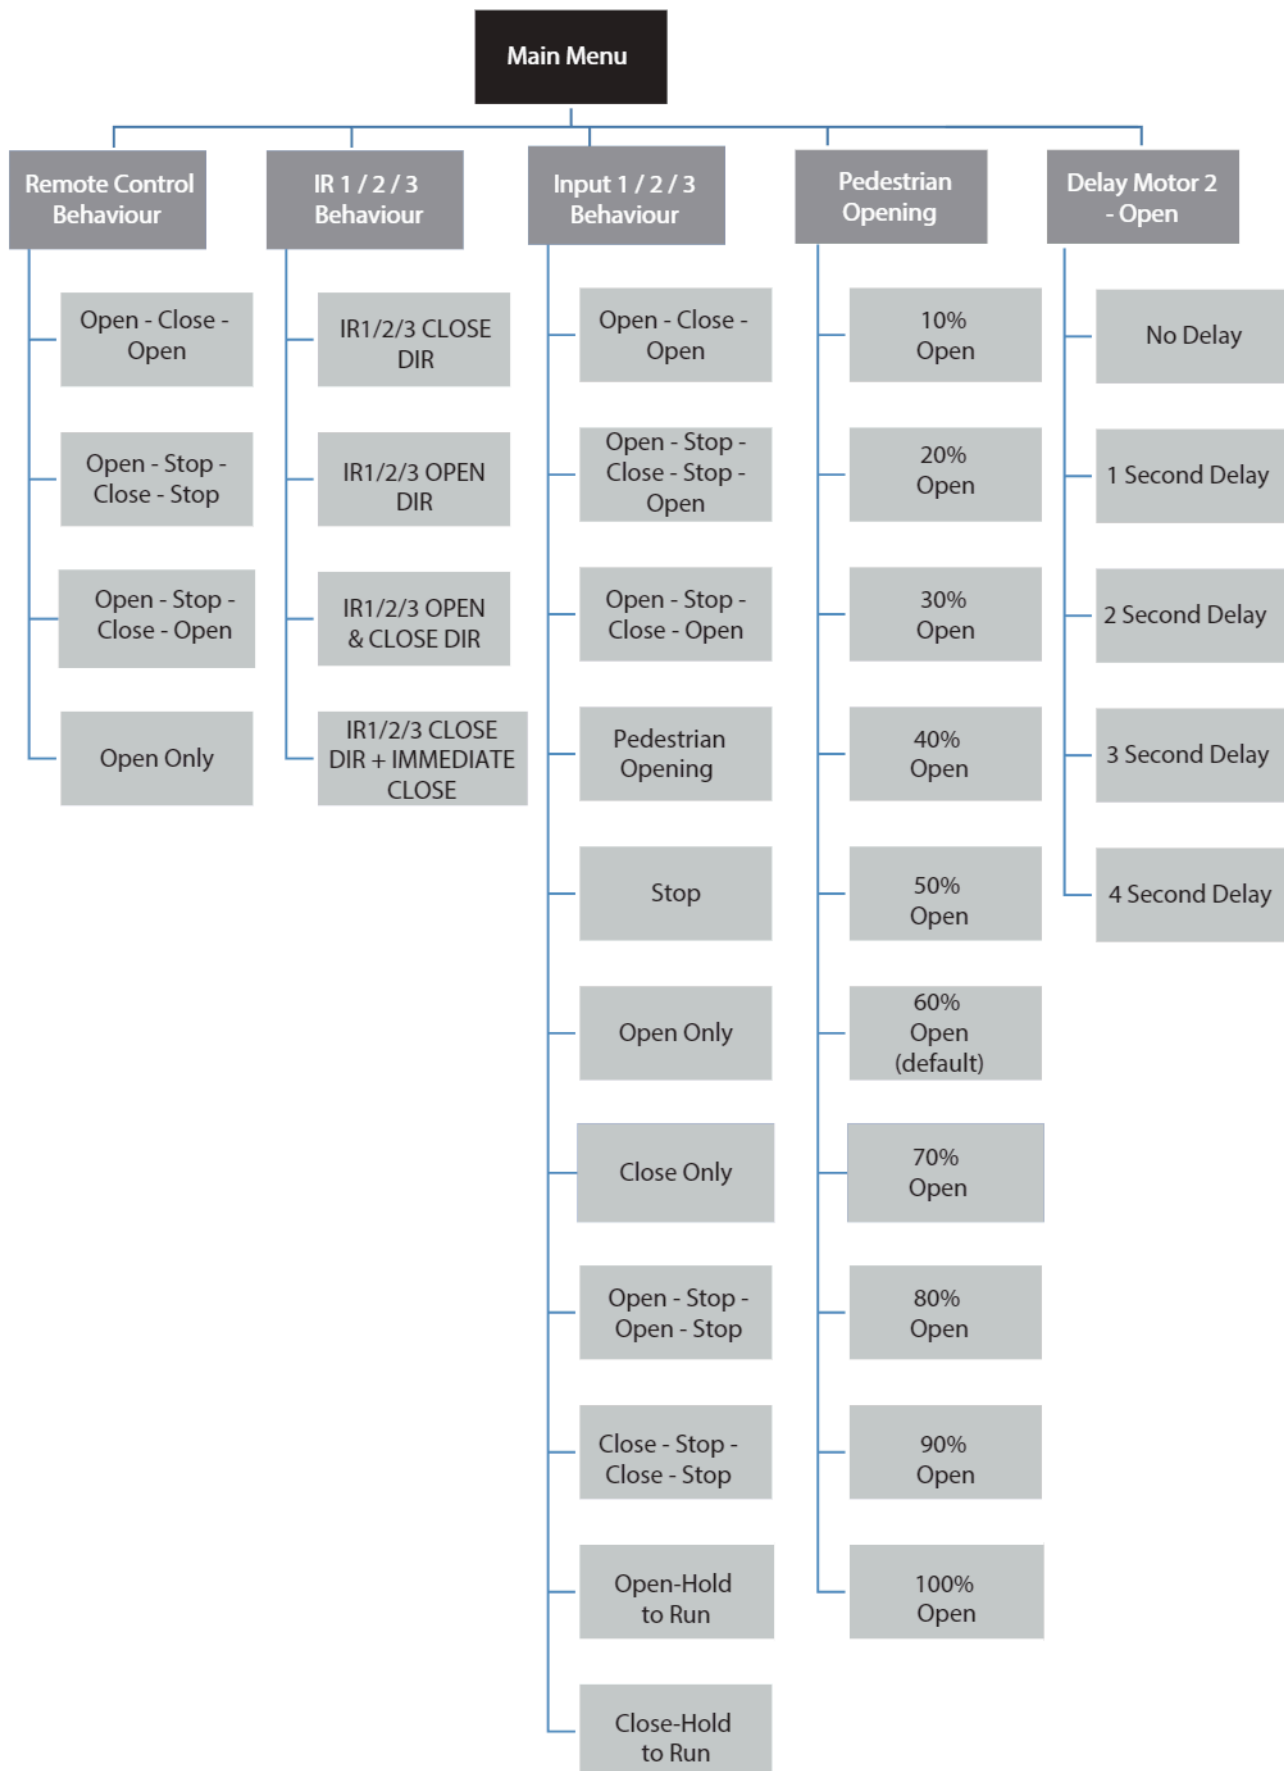 Main Menu
Remote Control
Behaviour
Open - Close -
Open
Open - Stop -
Close - Stop
Open - Stop -
Close - Open
Open Only
IR 1 / 2 / 3
Behaviour
IR1/2/3 CLOSE
DIR
IR1/2/3 OPEN
DIR
IR1/2/3 OPEN
& CLOSE DIR
IR1/2/3 CLOSE
DIR + IMMEDIATE
CLOSE
Input 1 / 2 / 3
Behaviour
Open - Close -
Open
Open - Stop -
Close - Stop -
Open
Open - Stop -
Close - Open
Pedestrian
Opening
Stop
Open Only
Close Only
Open - Stop -
Open - Stop
Close - Stop -
Close - Stop
Open-Hold
to Run
Close-Hold
to Run
Pedestrian
Opening
10%
Open
20%
Open
30%
Open
40%
Open
50%
Open
60%
Open
(default)
70%
Open
80%
Open
90%
Open
100%
Open
Delay Motor 2
- Open
No Delay
1 Second Delay
2 Second Delay
3 Second Delay
4 Second Delay